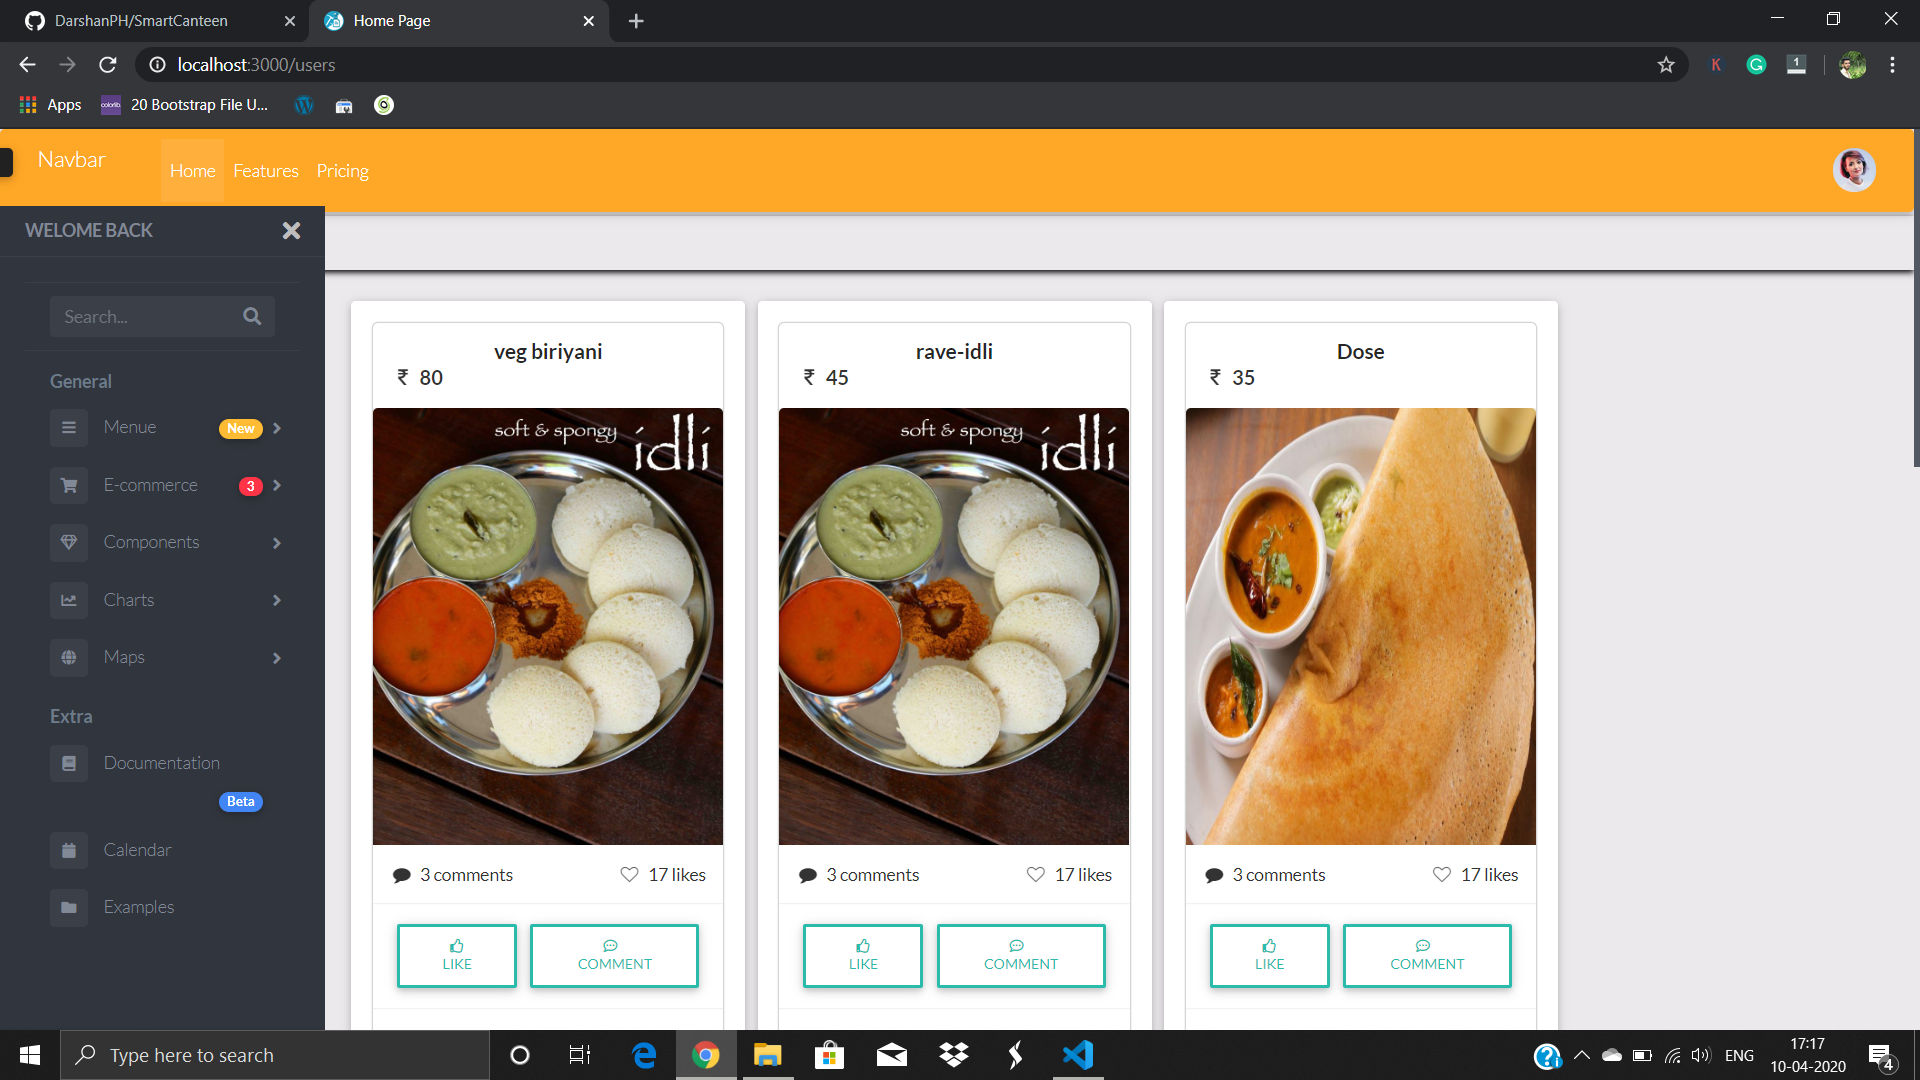 DarshanPH/SmartCanteen
Home Page
localhost:3000/users
K
1
Apps
colorlib
20 Bootstrap File U...
Navbar
Home
Features
Pricing
WELOME BACK
Search...
General
Menue
New
E-commerce
3
Components
Charts
Maps
Extra
Documentation
Beta
Calendar
Examples
veg biriyani
₹ 80
soft & spongy
idli
3 comments
17 likes
LIKE
COMMENT
rave-idli
₹ 45
soft & spongy
idli
3 comments
17 likes
LIKE
COMMENT
Dose
₹ 35
3 comments
17 likes
LIKE
COMMENT
Type here to search
ENG
17:17
10-04-2020
4